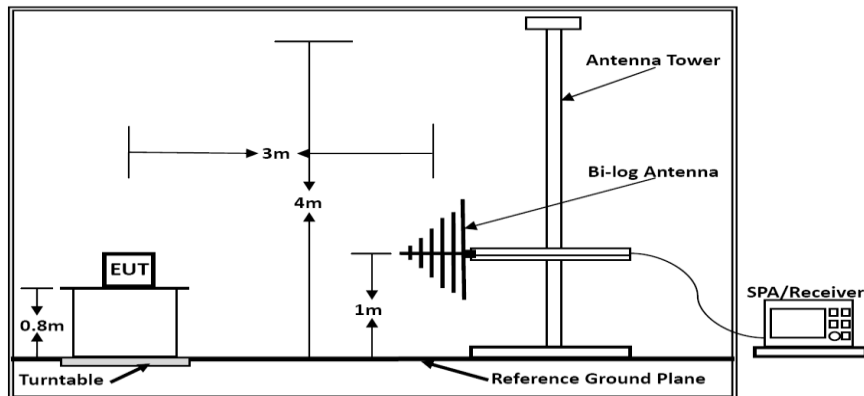 Antenna Tower
3m
Bi-log Antenna
4m
EUT
1m
SPA/Receiver
0.8m
Turntable
Reference Ground Plane